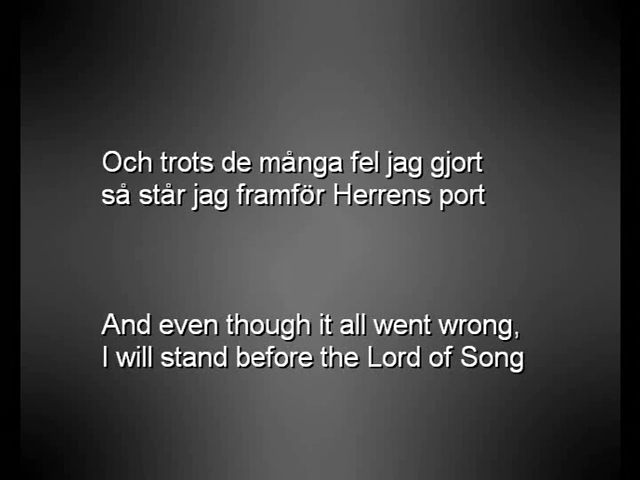 Och trots de många fel jag gjort
så står jag framför Herrens port
And even though it all went wrong,
I will stand before the Lord of Song